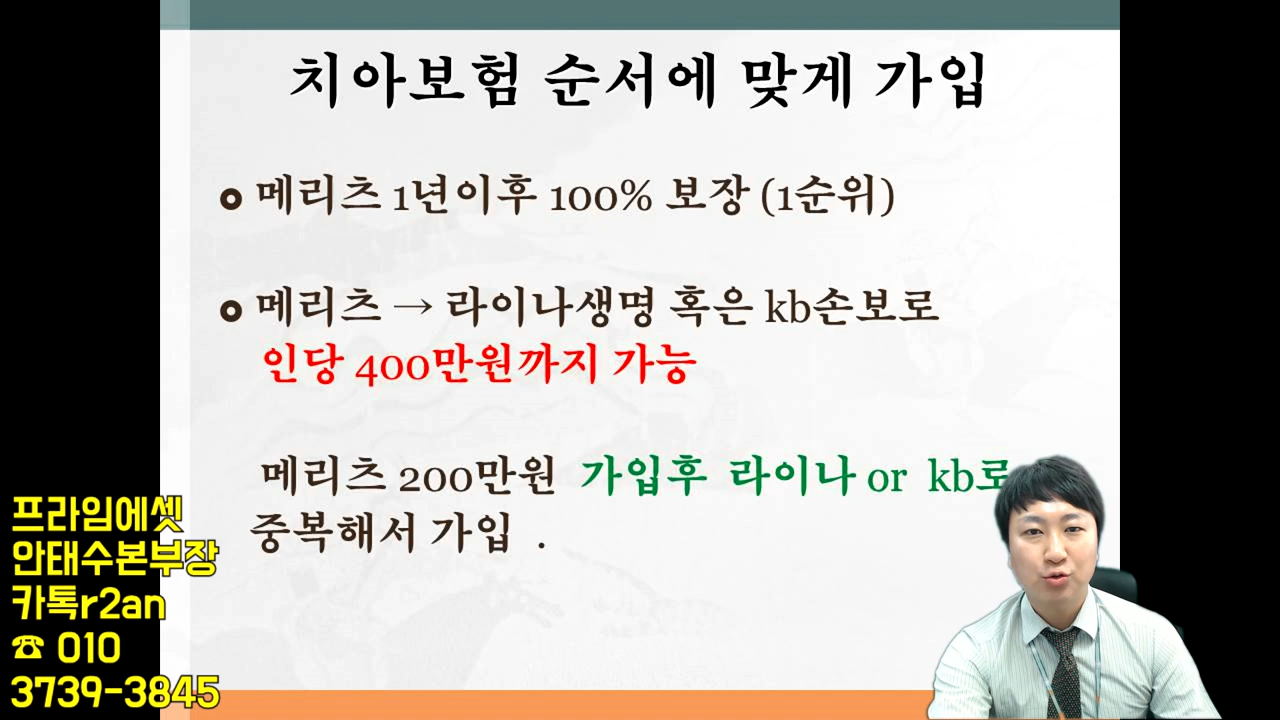 치아보험 순서에 맞게 가입
메리츠 1년이후 100% 보장 (1순위)
메리츠 → 라이나생명 혹은 kb손보로
인당 400만원까지 가능
메리츠 200만원 가입후 라이나 or kb로
중복해서 가입 .
프라임에셋
안태수본부장
카톡r2an
☎ 010
3739-3845